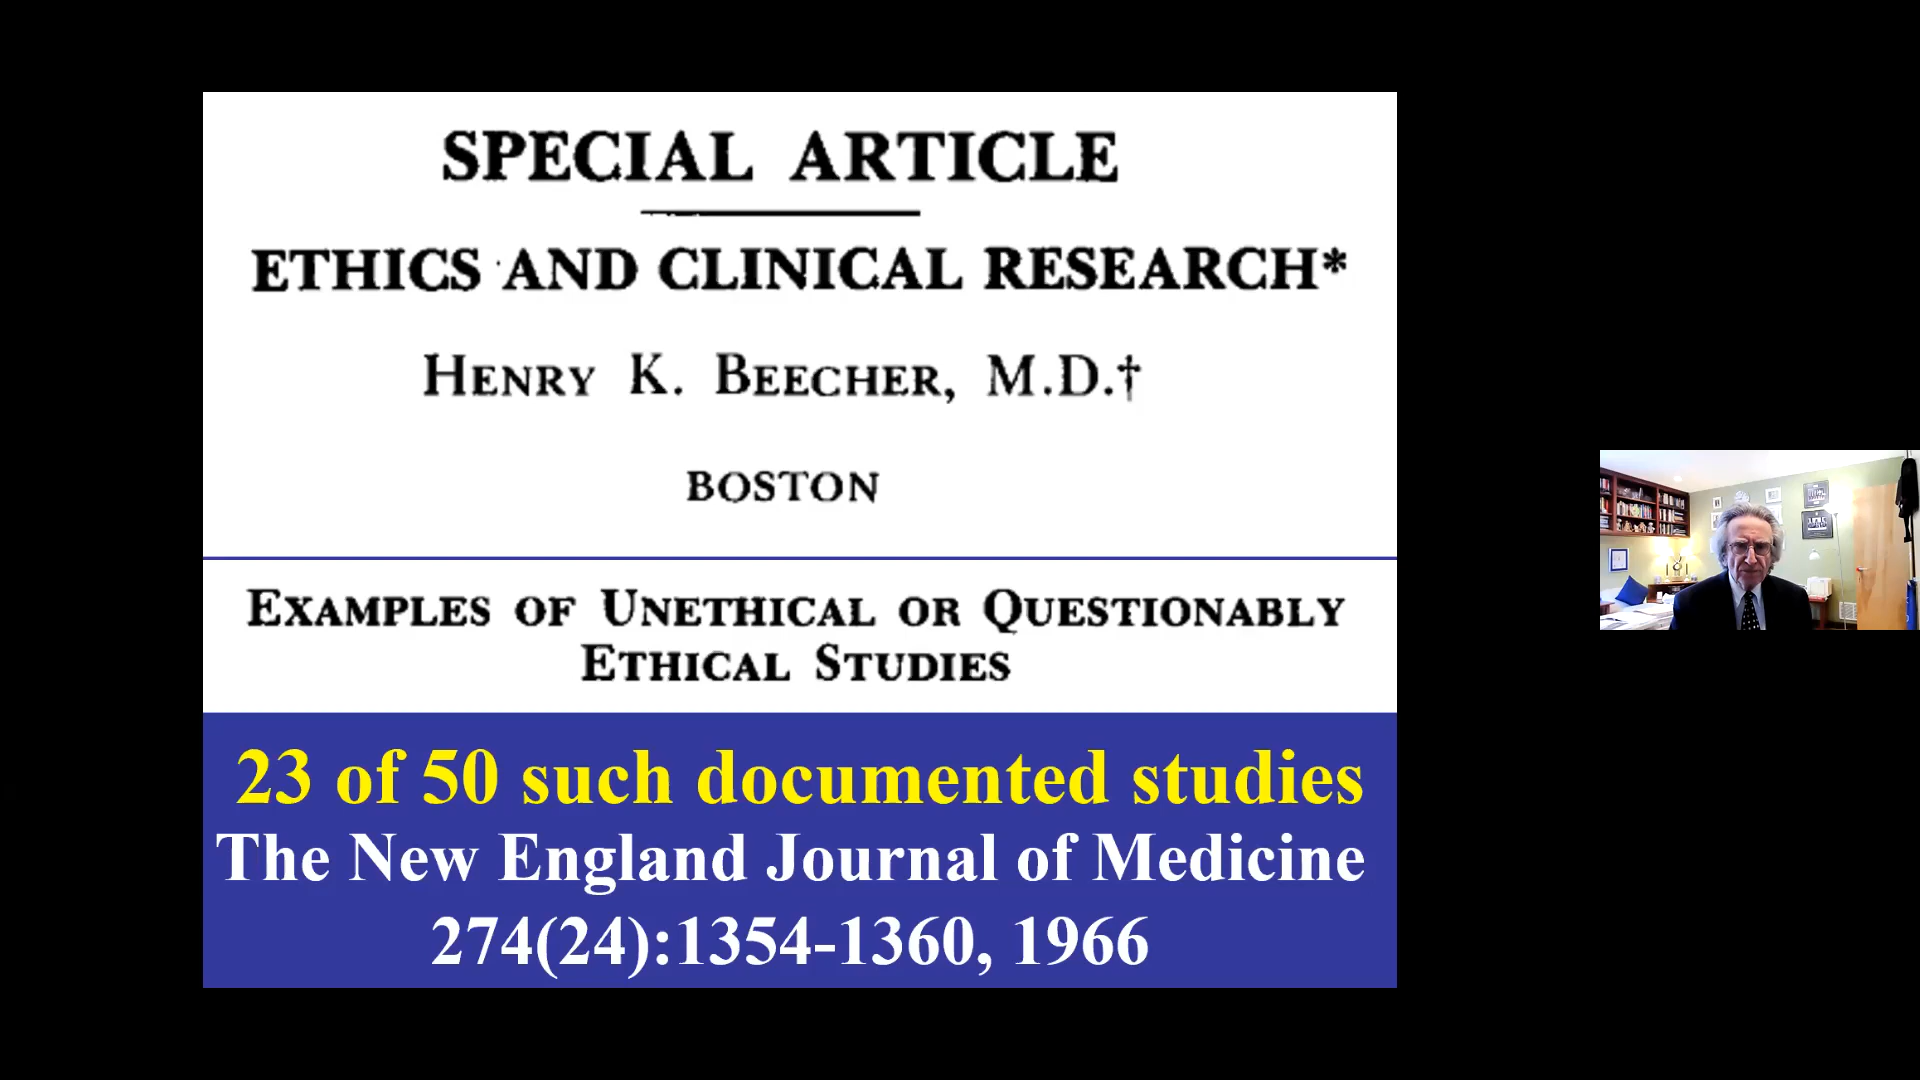 SPECIAL ARTICLE
ETHICS AND CLINICAL RESEARCH*
HENRY K. BEECHER, M.D.†
BOSTON
EXAMPLES OF UNETHICAL OR QUESTIONABLY
ETHICAL STUDIES
23 of 50 such documented studies
The New England Journal of Medicine
274(24):1354-1360, 1966